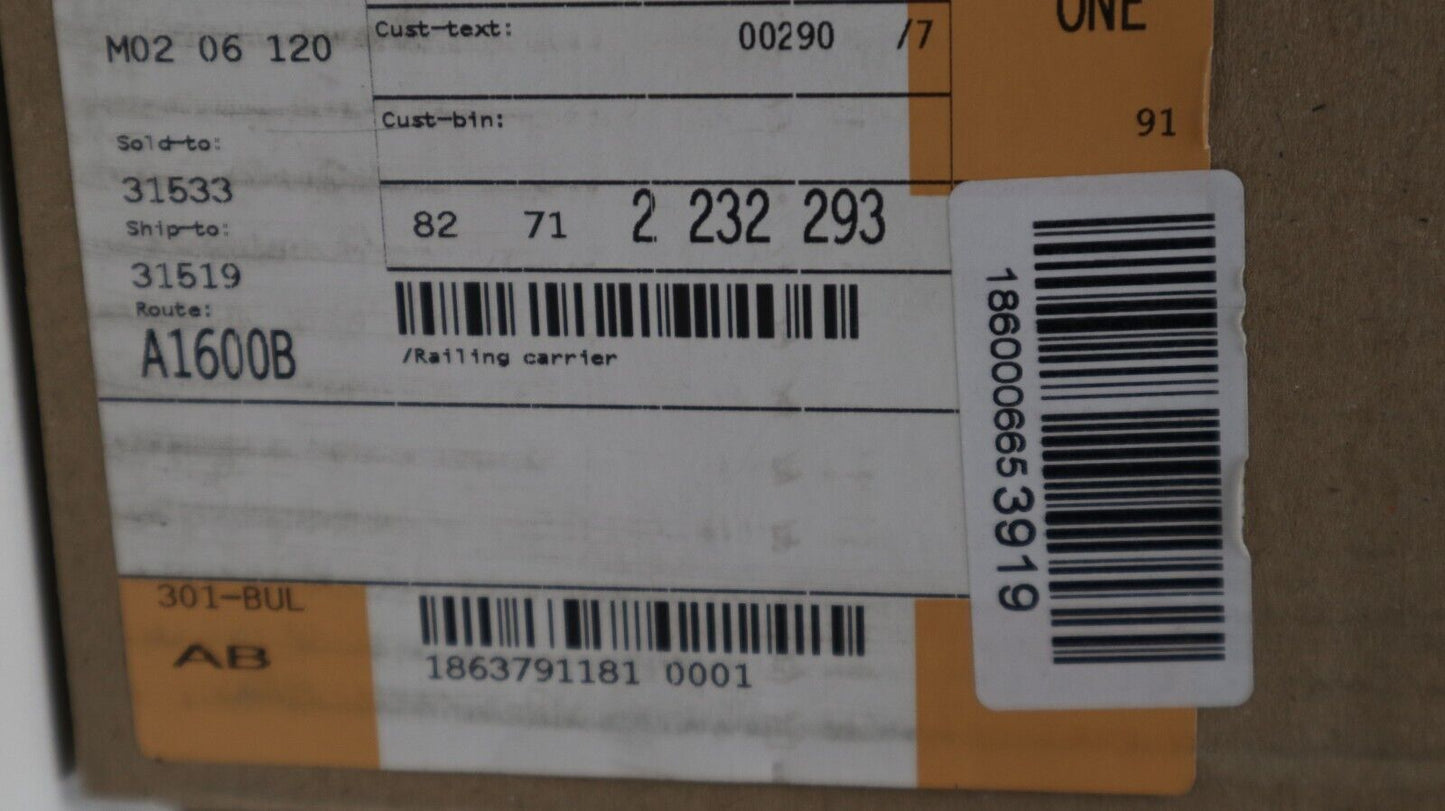 ONE
M02 06 120
Cust-text: 00290 /7
91
Cust-bin:
Sold-to:
31533
82 71 2 232 293
Ship-to:
31519
Route:
A1600B
/Railing carrier
1860006653919
301-BUL
AB
1863791181 0001